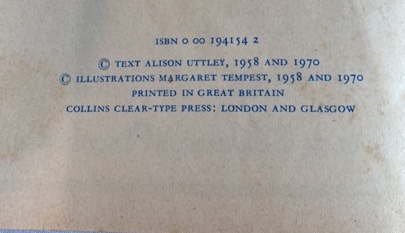 ISBN 0 00 194154 2
© TEXT ALISON UTTLEY, 1958 AND 1970
© ILLUSTRATIONS MARGARET TEMPEST, 1958 AND 1970
PRINTED IN GREAT BRITAIN
COLLINS CLEAR-TYPE PRESS: LONDON AND GLASGOW